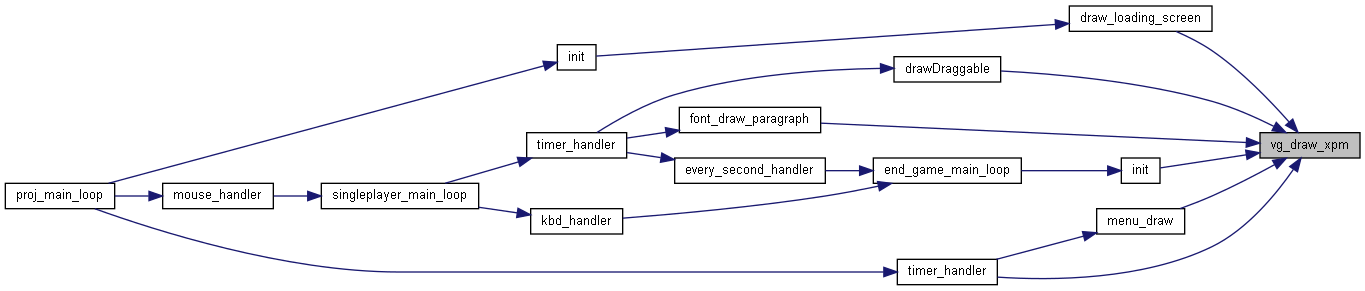 draw_loading_screen
init
drawDraggable
font_draw_paragraph
timer_handler
vg_draw_xpm
every_second_handler
end_game_main_loop
init
proj_main_loop
mouse_handler
singleplayer_main_loop
kbd_handler
menu_draw
timer_handler